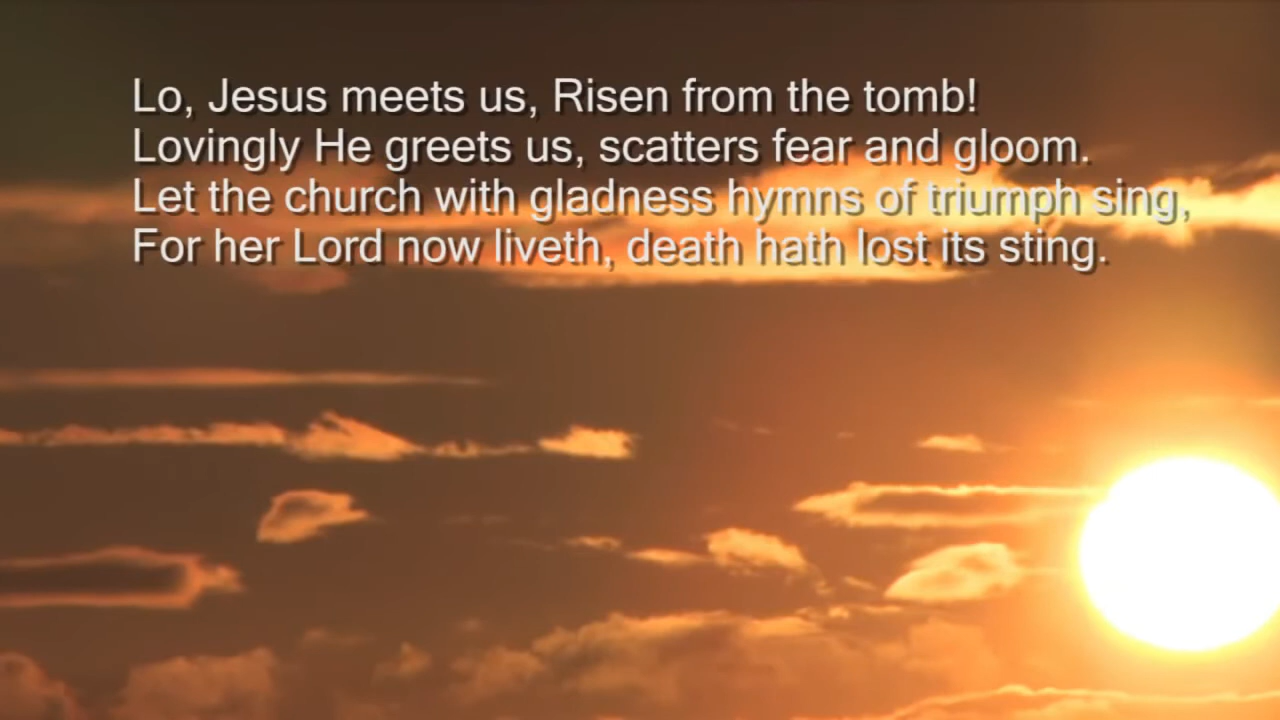 Lo, Jesus meets us, Risen from the tomb!
Lovingly He greets us, scatters fear and gloom.
Let the church with gladness hymns of triumph sing,
For her Lord now liveth, death hath lost its sting.